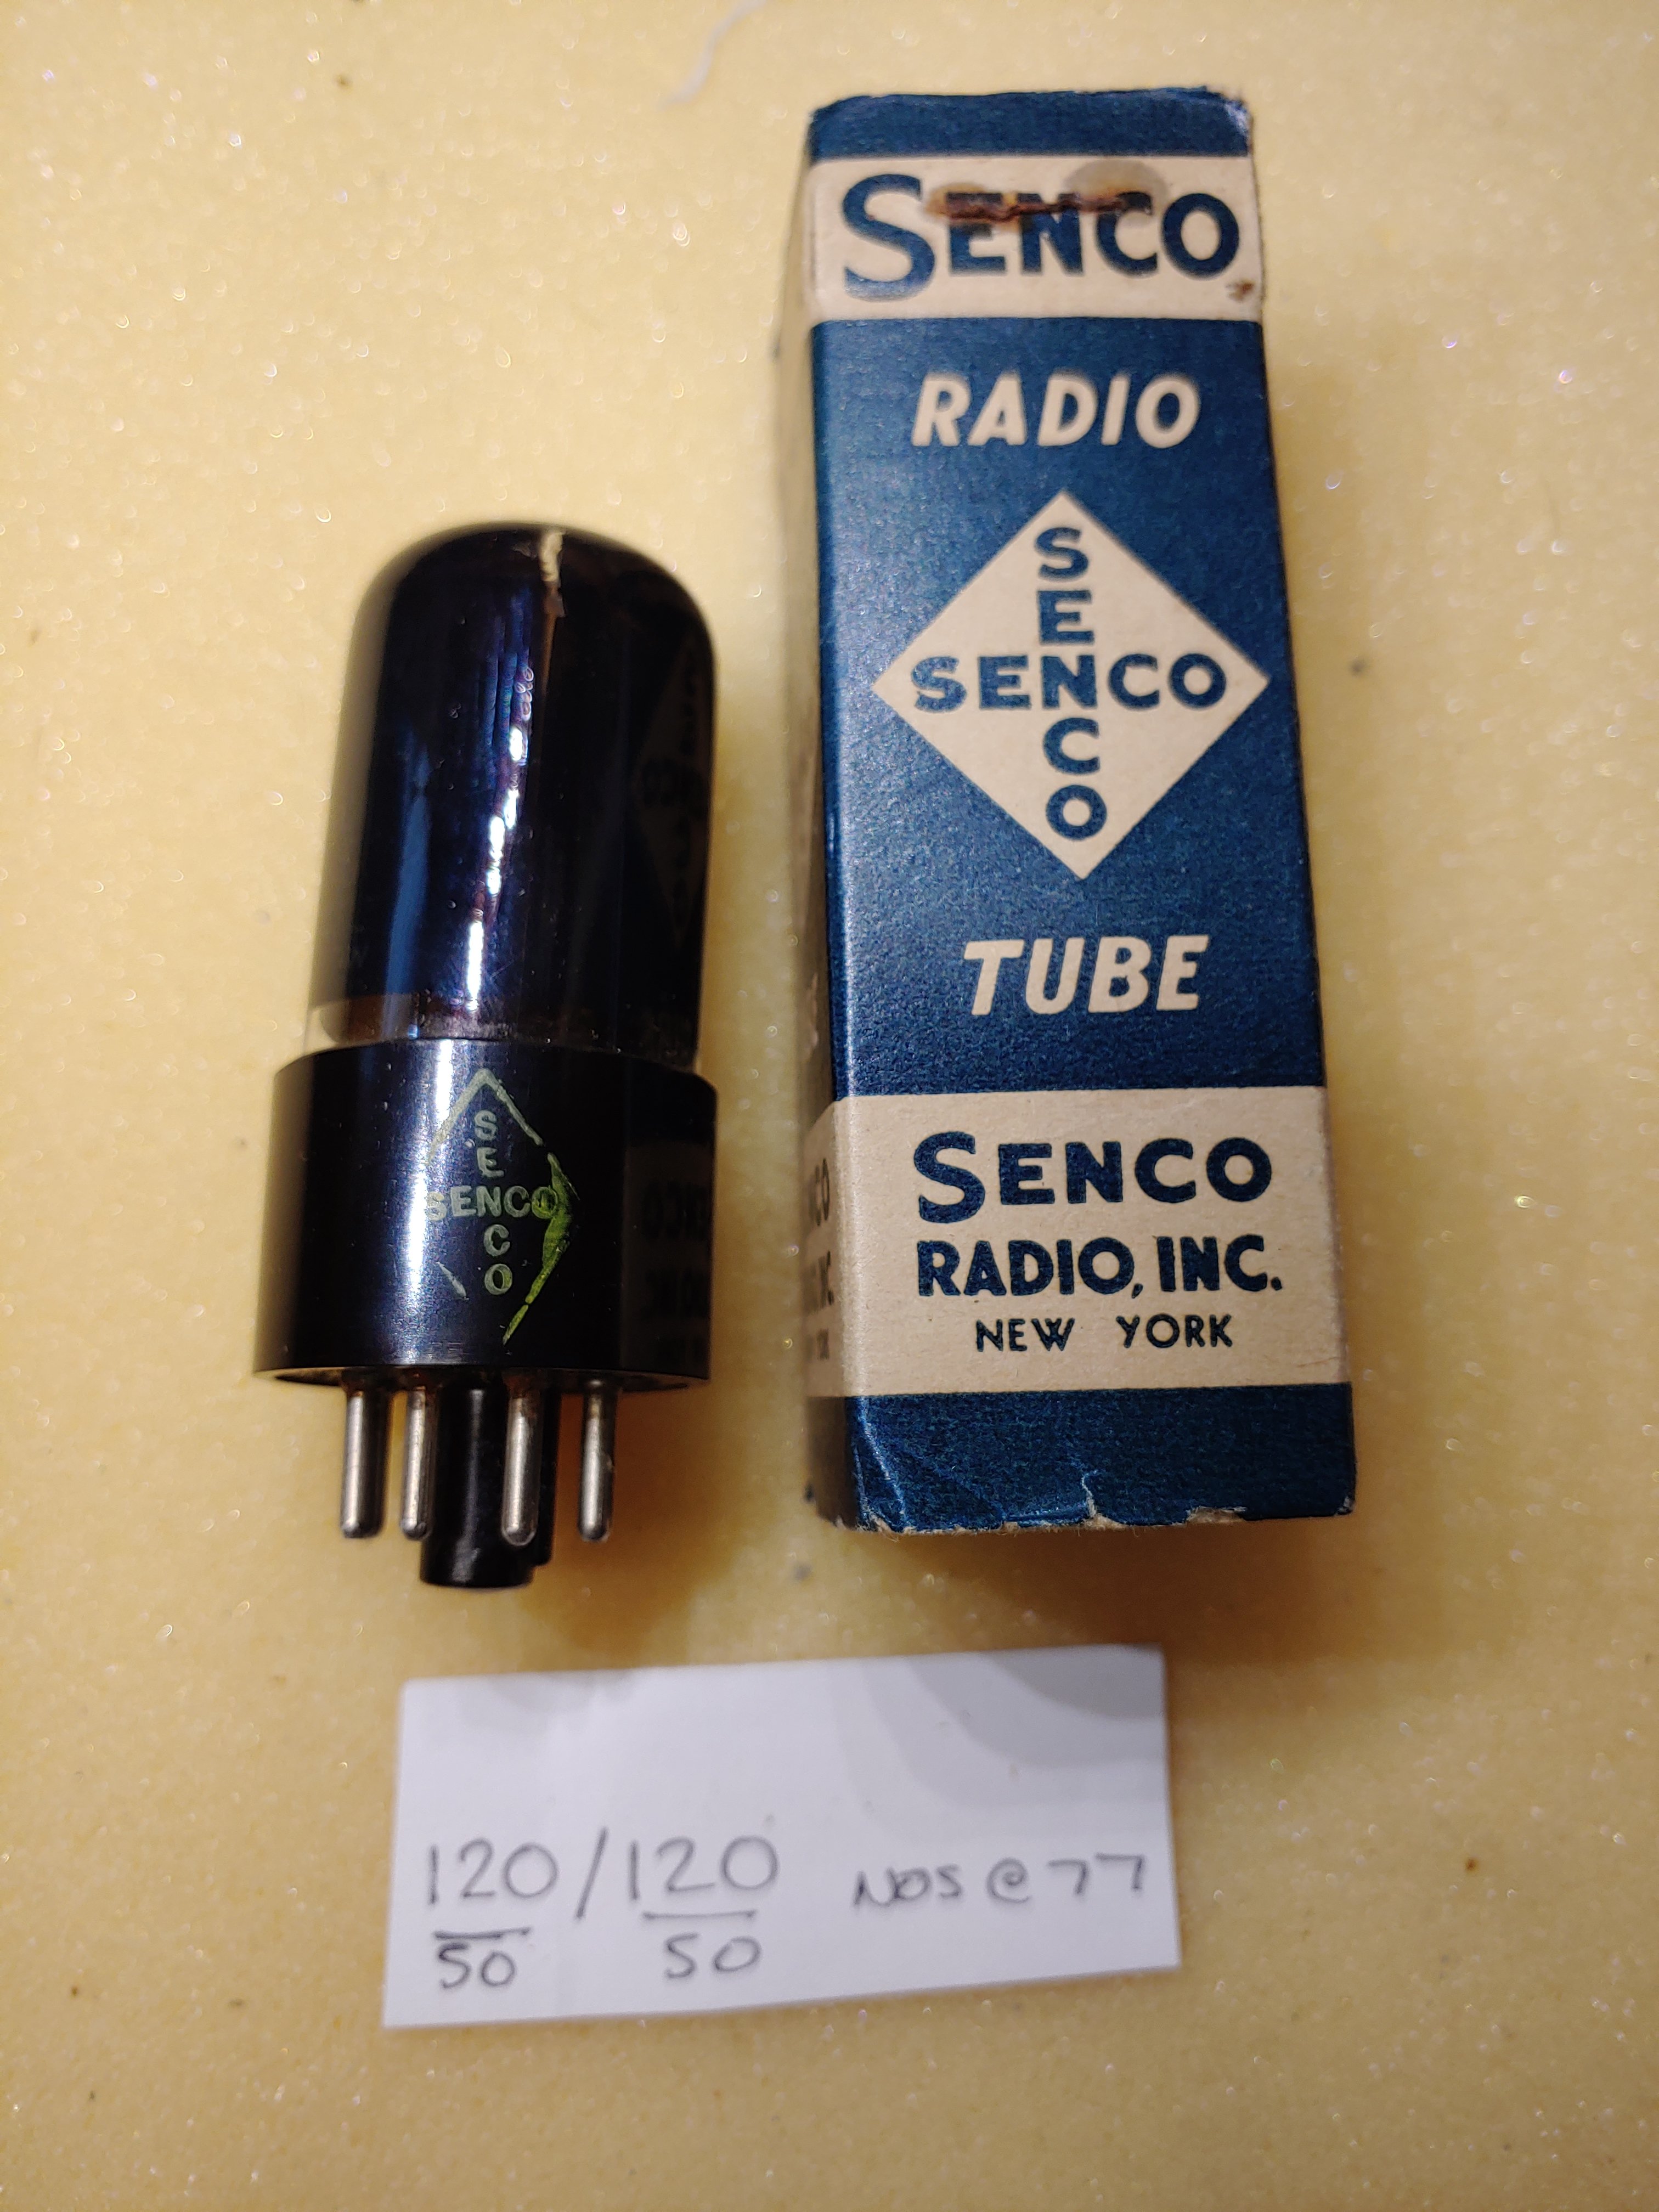 SENCO
RADIO
SENCO
SENCO
TUBE
SENCO
RADIO, INC.
NEW YORK
SENCO
SENCO
120/120 NOS @ 77
50 50